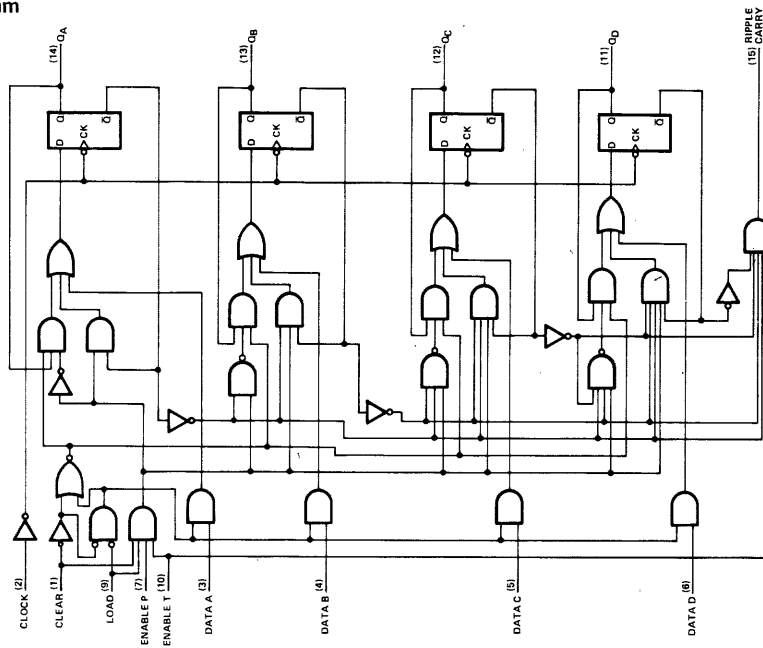 (14) QA
(13) QB
(12) QC
(11) QD
(15) RIPPLE
CARRY
Q
Q̄
D
CK
Q
Q̄
D
CK
Q
Q̄
D
CK
Q
Q̄
D
CK
CLOCK (2)
CLEAR (1)
LOAD (9)
ENABLE P (7)
ENABLE T (10)
DATA A (3)
DATA B (4)
DATA C (5)
DATA D (6)